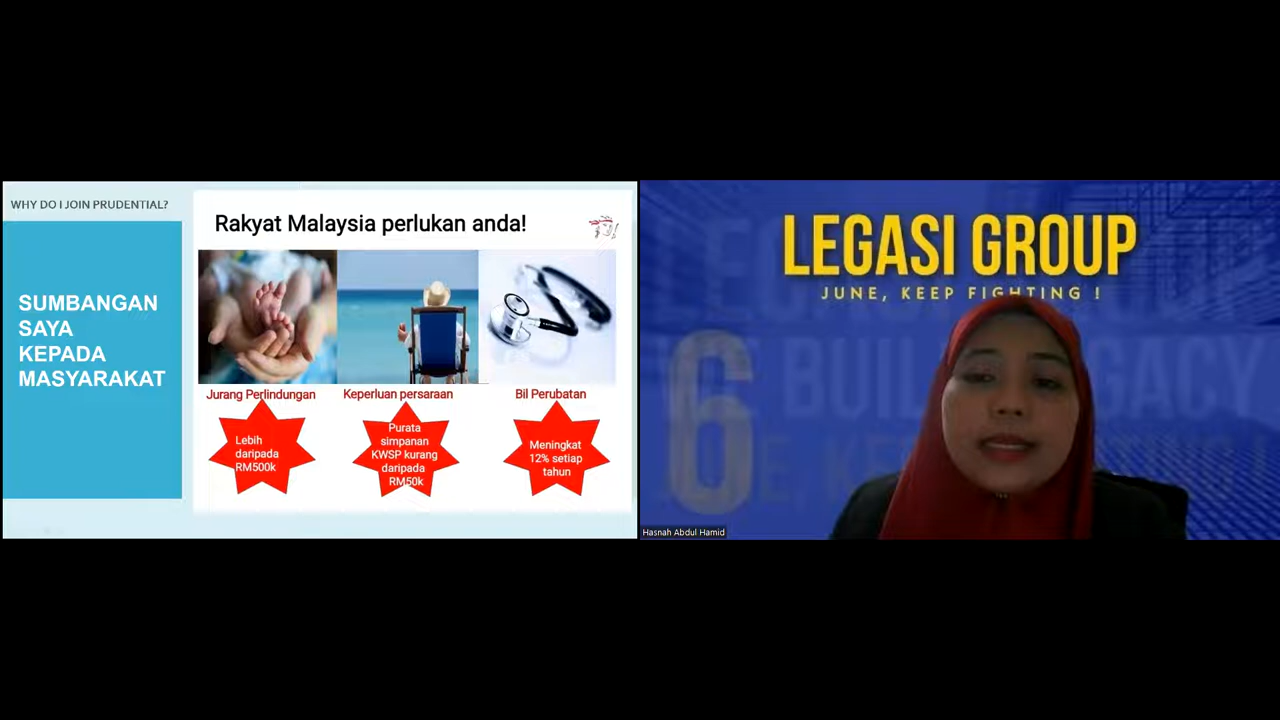 WHY DO I JOIN PRUDENTIAL?
SUMBANGAN
SAYA
KEPADA
MASYARAKAT
Rakyat Malaysia perlukan anda!
Jurang Perlindungan
Lebih
daripada
RM500k
Keperluan persaraan
Purata
simpanan
KWSP kurang
daripada
RM50k
Bil Perubatan
Meningkat
12% setiap
tahun
LEGASI GROUP
JUNE, KEEP FIGHTING !
6
Hasnah Abdul Hamid